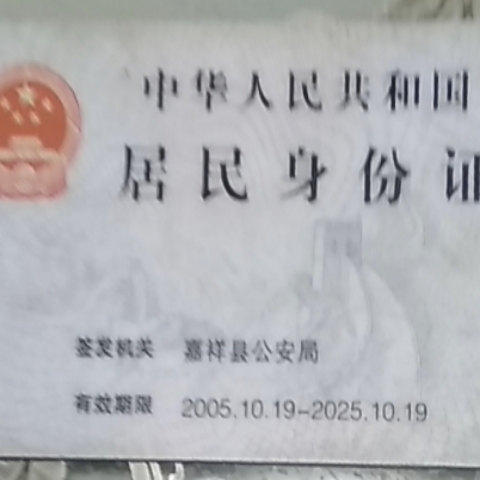 中华人民共和国
居民身份证
签发机关 嘉祥县公安局
有效期限 2005.10.19-2025.10.19